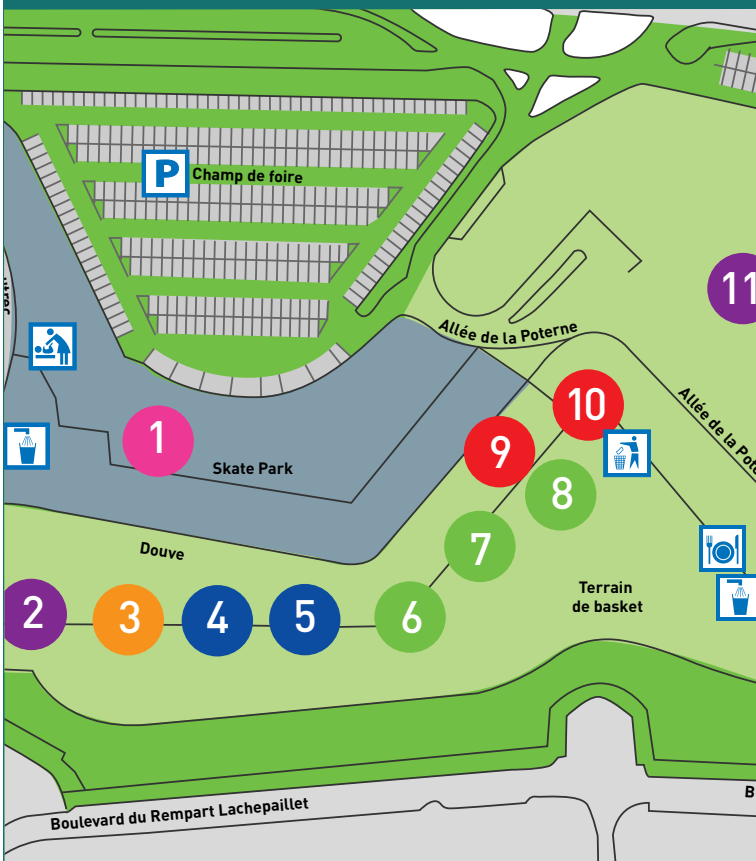 P
Champ de foire
11
Allée de la Poterne
10
Allée de la
1
9
Skate Park
8
7
Douve
Terrain
de basket
2
3
4
5
6
B
Boulevard du Rempart Lachepaillet